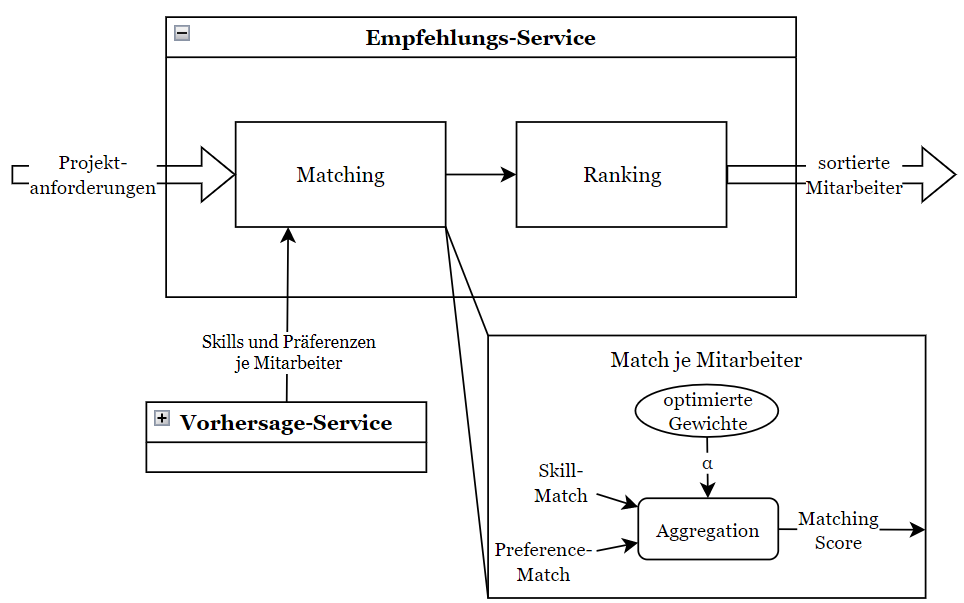 Empfehlungs-Service
Projekt-
anforderungen
Matching
Ranking
sortierte
Mitarbeiter
Skills und Präferenzen
je Mitarbeiter
Vorhersage-Service
Match je Mitarbeiter
optimierte
Gewichte
α
Skill-
Match
Aggregation
Matching
Score
Preference-
Match